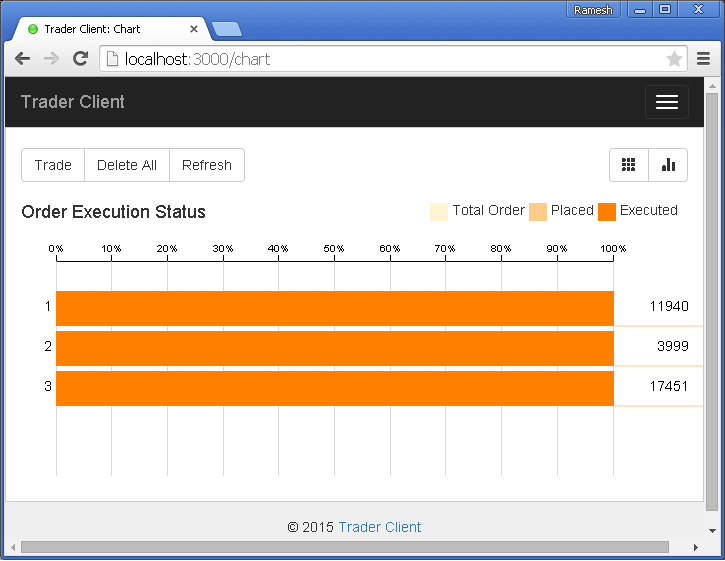 Ramesh
Trader Client: Chart
localhost:3000/chart
Trader Client
Trade Delete All Refresh
Order Execution Status Total Order Placed Executed
0% 10% 20% 30% 40% 50% 60% 70% 80% 90% 100%
1 11940
2 3999
3 17451
© 2015 Trader Client